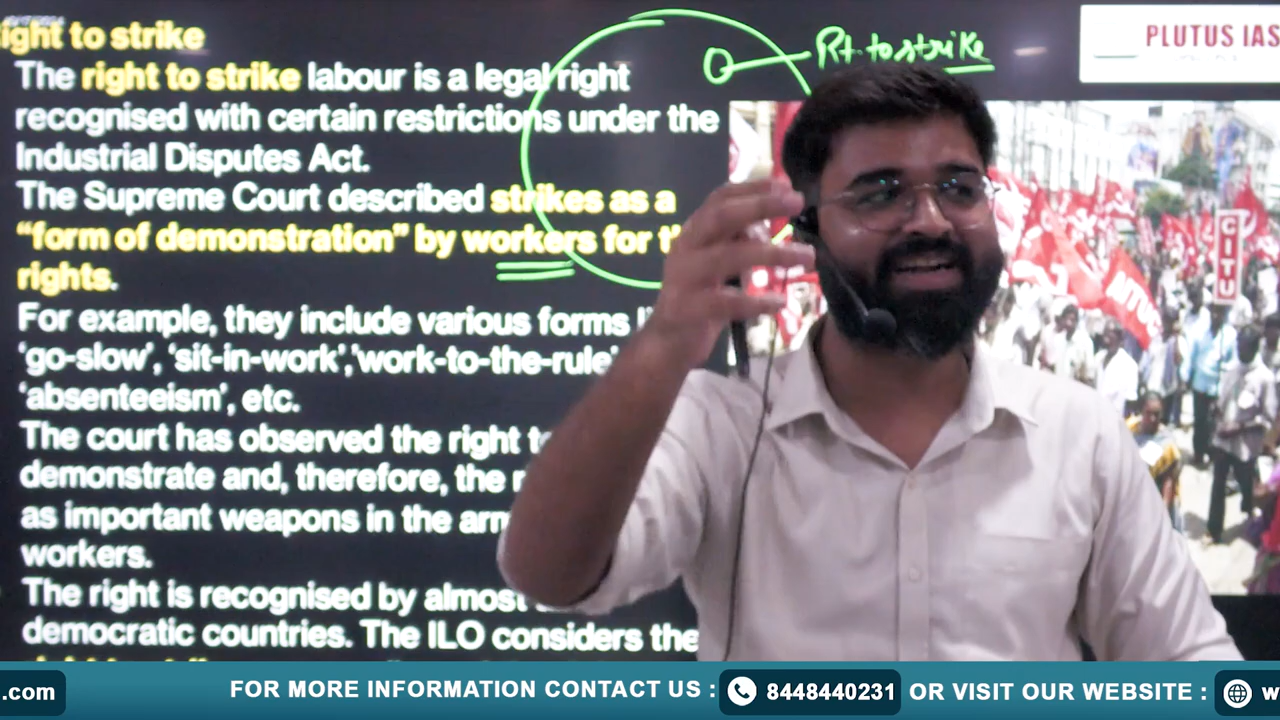 ight to strike
The right to strike labour is a legal right
recognised with certain restrictions under the
Industrial Disputes Act.
The Supreme Court described strikes as a
“form of demonstration” by workers for t
rights.
For example, they include various forms
‘go-slow’, ‘sit-in-work’,’work-to-the-rule’
‘absenteeism’, etc.
The court has observed the right
demonstrate and, therefore, the
as important weapons in the
workers.
The right is recognised by almost
democratic countries. The ILO considers the
Rt. to strike
PLUTUS IAS
CITU
.com
FOR MORE INFORMATION CONTACT US : 8448440231 OR VISIT OUR WEBSITE : w